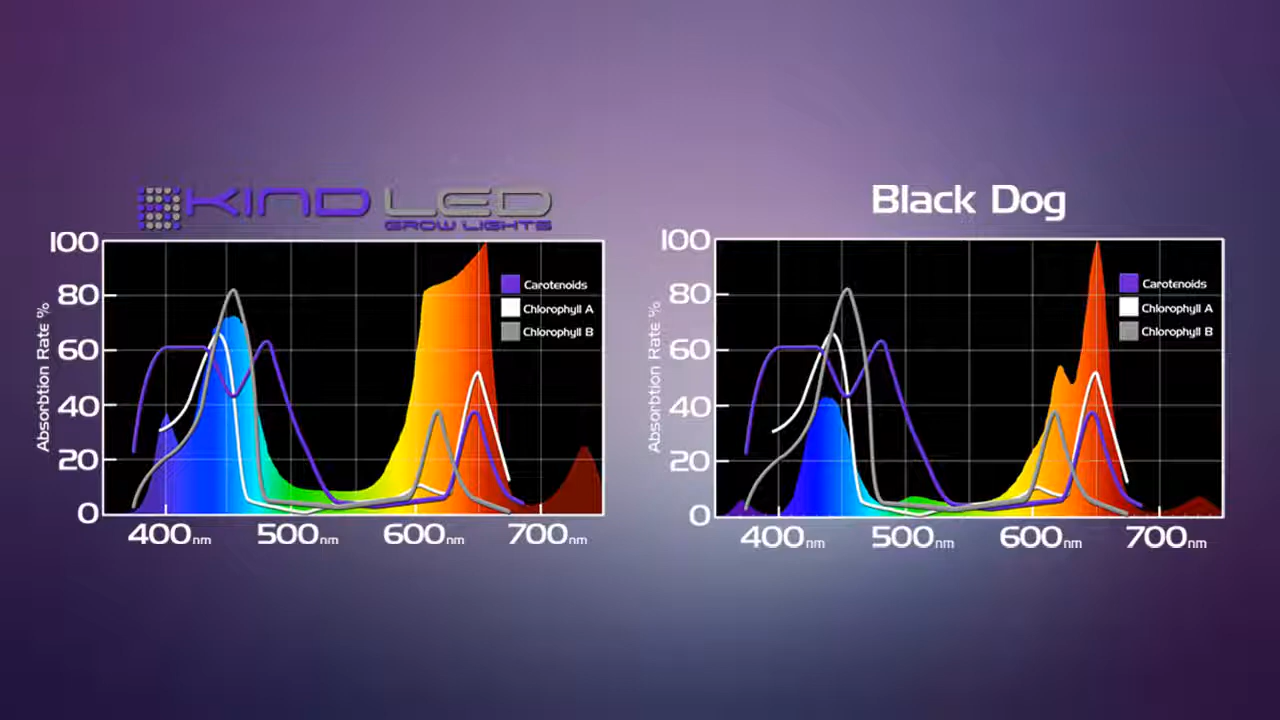 KIND LED
GROW LIGHTS
100
80
60
40
20
0
Absorbtion Rate %
400nm
500nm
600nm
700nm
Carotenoids
Chlorophyll A
Chlorophyll B
Black Dog
100
80
60
40
20
0
Absorbtion Rate %
400nm
500nm
600nm
700nm
Carotenoids
Chlorophyll A
Chlorophyll B